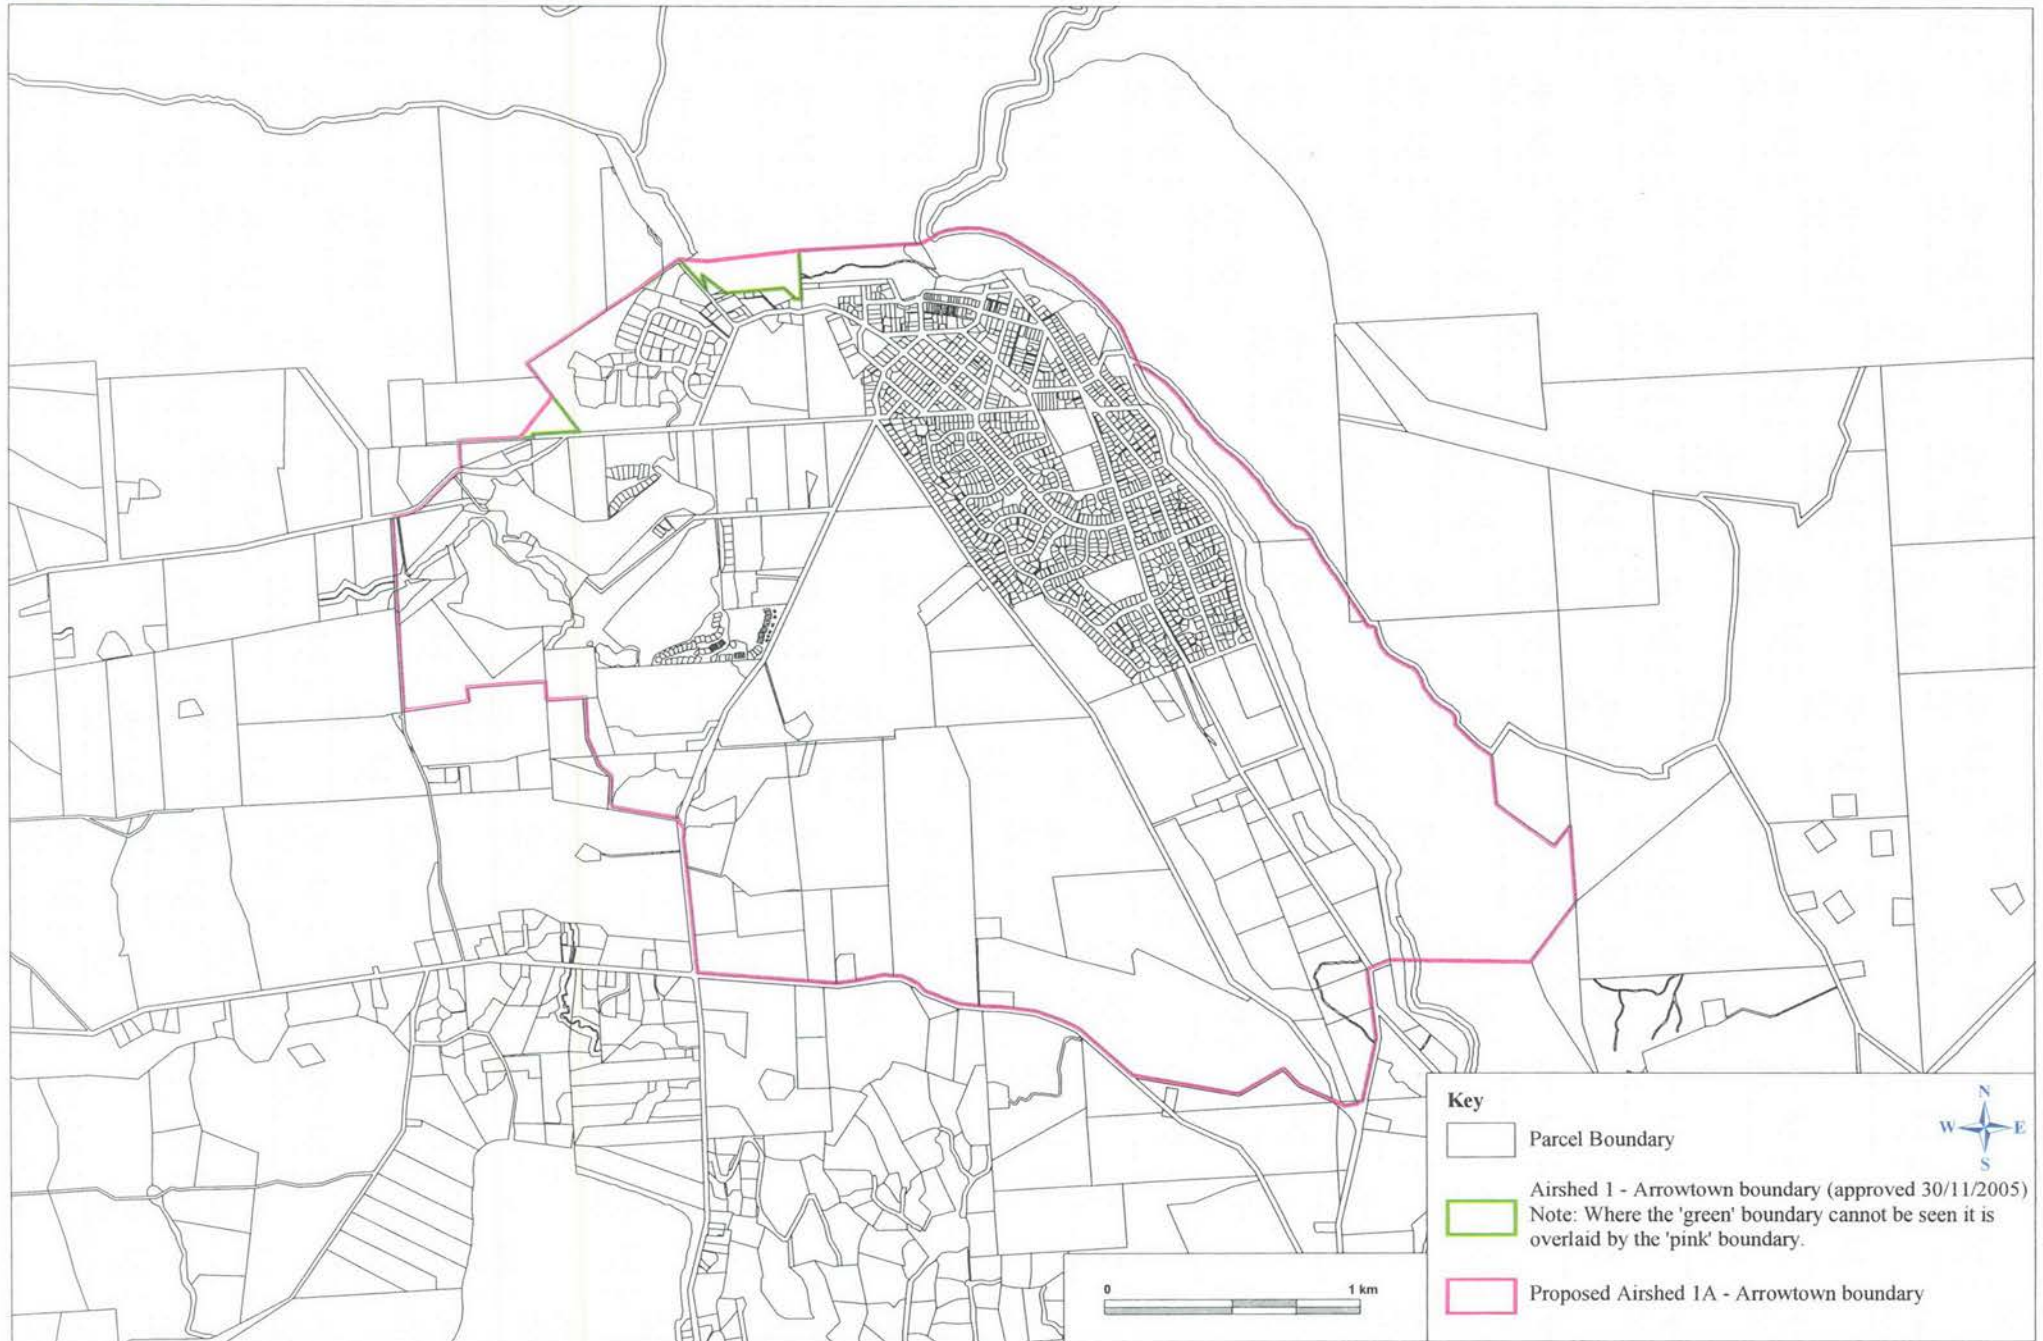 Key
N
W E
S
Parcel Boundary
Airshed 1 - Arrowtown boundary (approved 30/11/2005)
Note: Where the 'green' boundary cannot be seen it is
overlaid by the 'pink' boundary.
Proposed Airshed 1A - Arrowtown boundary
0 1 km